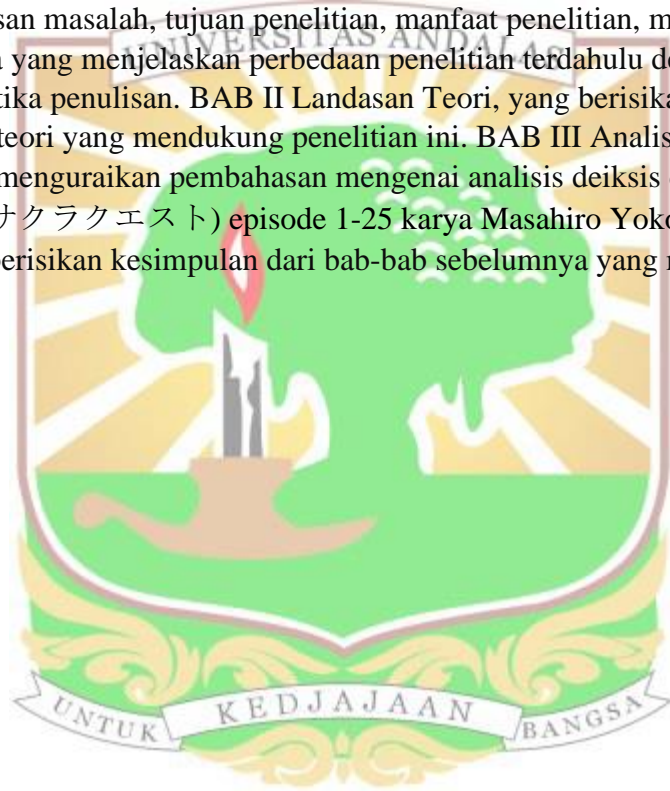 san masalah, tujuan penelitian, manfaat penelitian, m
UNIVERSITAS ANDALAS
yang menjelaskan perbedaan penelitian terdahulu de
tika penulisan. BAB II Landasan Teori, yang berisika
teori yang mendukung penelitian ini. BAB III Analis
menguraikan pembahasan mengenai analisis deiksis
サクラクエスト) episode 1-25 karya Masahiro Yoko
berisikan kesimpulan dari bab-bab sebelumnya yang
UNTUK KEDJAJAAN BANGSA